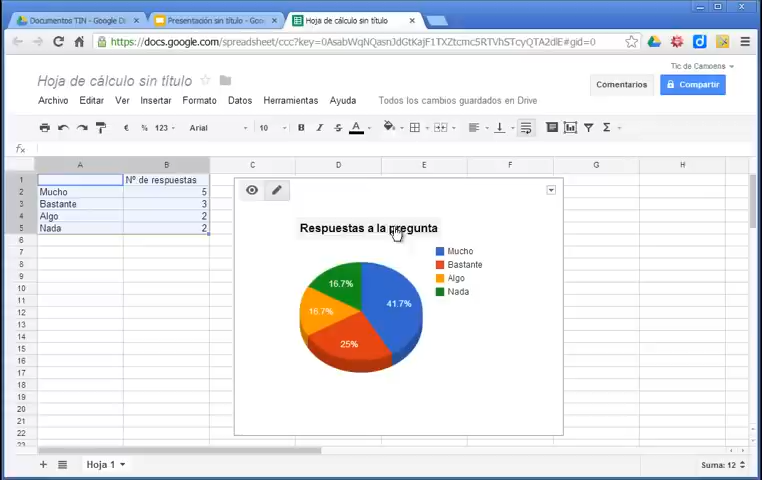 Documentos TIN - Google Di
Presentación sin título - Goog
Hoja de cálculo sin título
https://docs.google.com/spreadsheet/ccc?key=0AsabWqNQasnJdGtKajF1TXZtcmc5RTVhSTcyQTA2dlE#gid=0
Hoja de cálculo sin título
Tic de Camoens
Comentarios
Compartir
Archivo Editar Ver Insertar Formato Datos Herramientas Ayuda Todos los cambios guardados en Drive
€ % 123 Arial 10 B I S A Σ
fx
A B C D E F G H
1 Nº de respuestas
2 Mucho 5
3 Bastante 3
4 Algo 2
5 Nada 2
6
7
8
9
10
11
12
13
14
15
16
17
18
19
20
21
22
23
Respuestas a la pregunta
Mucho
Bastante
Algo
Nada
16.7%
41.7%
16.7%
25%
Hoja 1
Suma: 12